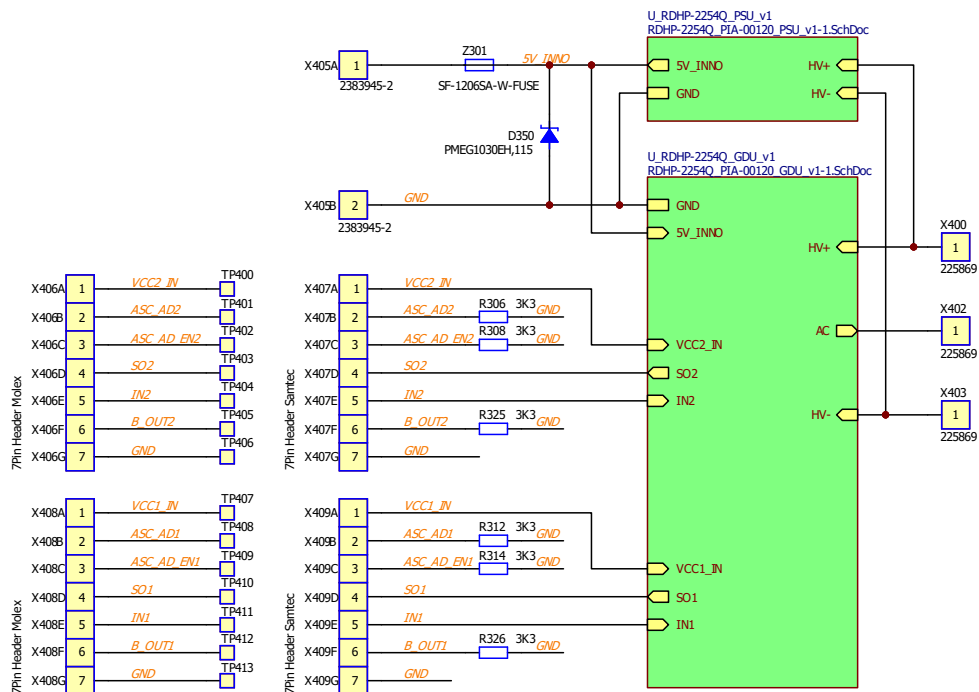 U_RDHP-2254Q_PSU_v1
RDHP-2254Q_PIA-00120_PSU_v1-1.SchDoc
5V_INNO
GND
HV+
HV-
X405A
1
2383945-2
Z301
SF-1206SA-W-FUSE
5V_INNO
D350
PMEG1030EH,115
X405B
2
2383945-2
GND
U_RDHP-2254Q_GDU_v1
RDHP-2254Q_PIA-00120_GDU_v1-1.SchDoc
GND
5V_INNO
VCC2_IN
SO2
IN2
VCC1_IN
SO1
IN1
HV+
AC
HV-
X400
1
225869
X402
1
225869
X403
1
225869
7Pin Header Molex
X406A 1 VCC2_IN TP400
X406B 2 ASC_AD2 TP401
X406C 3 ASC_AD_EN2 TP402
X406D 4 SO2 TP403
X406E 5 IN2 TP404
X406F 6 B_OUT2 TP405
X406G 7 GND TP406
7Pin Header Samtec
X407A 1 VCC2_IN
X407B 2 ASC_AD2 R306 3K3 GND
X407C 3 ASC_AD_EN2 R308 3K3 GND
X407D 4 SO2
X407E 5 IN2
X407F 6 B_OUT2 R325 3K3 GND
X407G 7 GND
7Pin Header Molex
X408A 1 VCC1_IN TP407
X408B 2 ASC_AD1 TP408
X408C 3 ASC_AD_EN1 TP409
X408D 4 SO1 TP410
X408E 5 IN1 TP411
X408F 6 B_OUT1 TP412
X408G 7 GND TP413
7Pin Header Samtec
X409A 1 VCC1_IN
X409B 2 ASC_AD1 R312 3K3 GND
X409C 3 ASC_AD_EN1 R314 3K3 GND
X409D 4 SO1
X409E 5 IN1
X409F 6 B_OUT1 R326 3K3 GND
X409G 7 GND